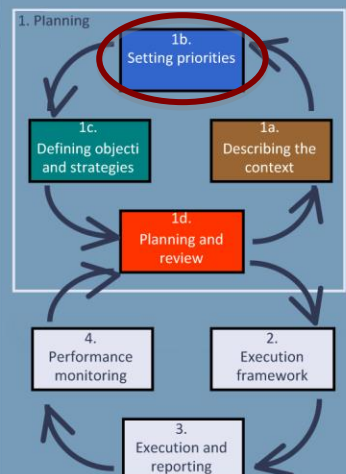 1. Planning
1b.
Setting priorities
1c.
Defining objecti
and strategies
1a.
Describing the
context
1d.
Planning and
review
4.
Performance
monitoring
2.
Execution
framework
3.
Execution and
reporting